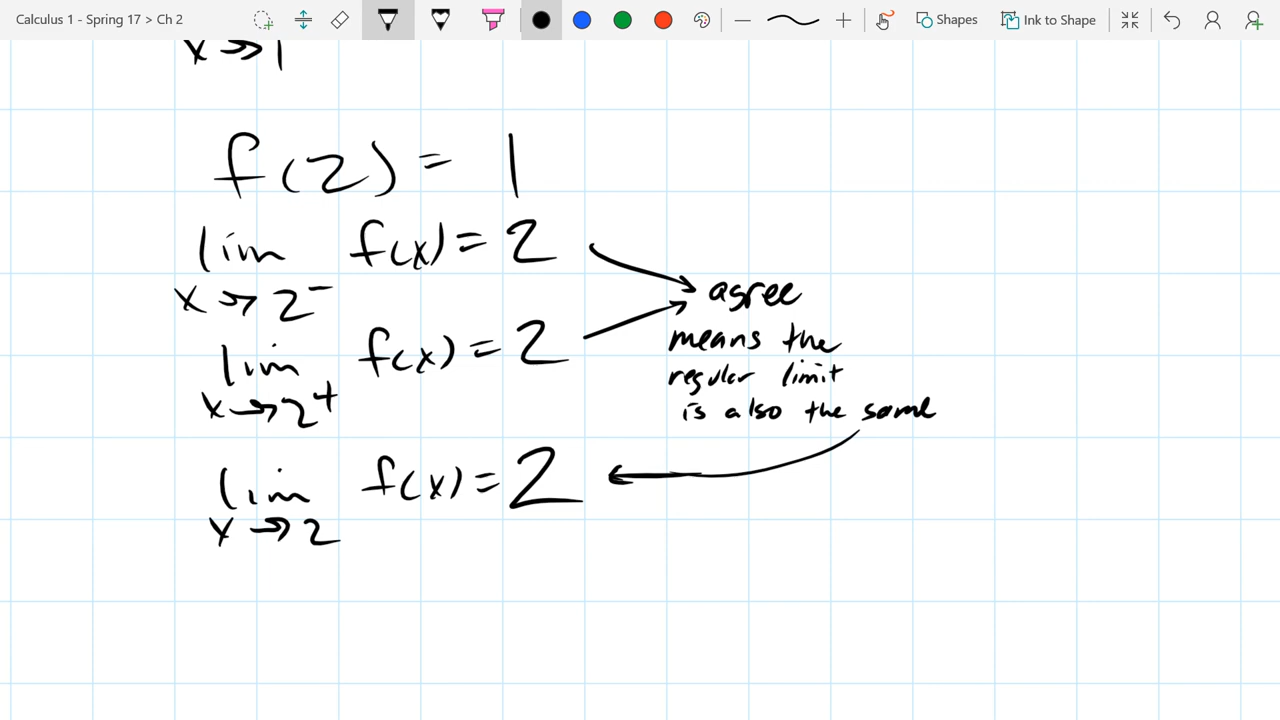 Calculus 1 - Spring 17 > Ch 2
Shapes
Ink to Shape
x → 1
f(2) = 1
lim f(x) = 2
x → 2⁻
agree
means the
regular limit
is also the same
lim f(x) = 2
x → 2⁺
lim f(x) = 2
x → 2